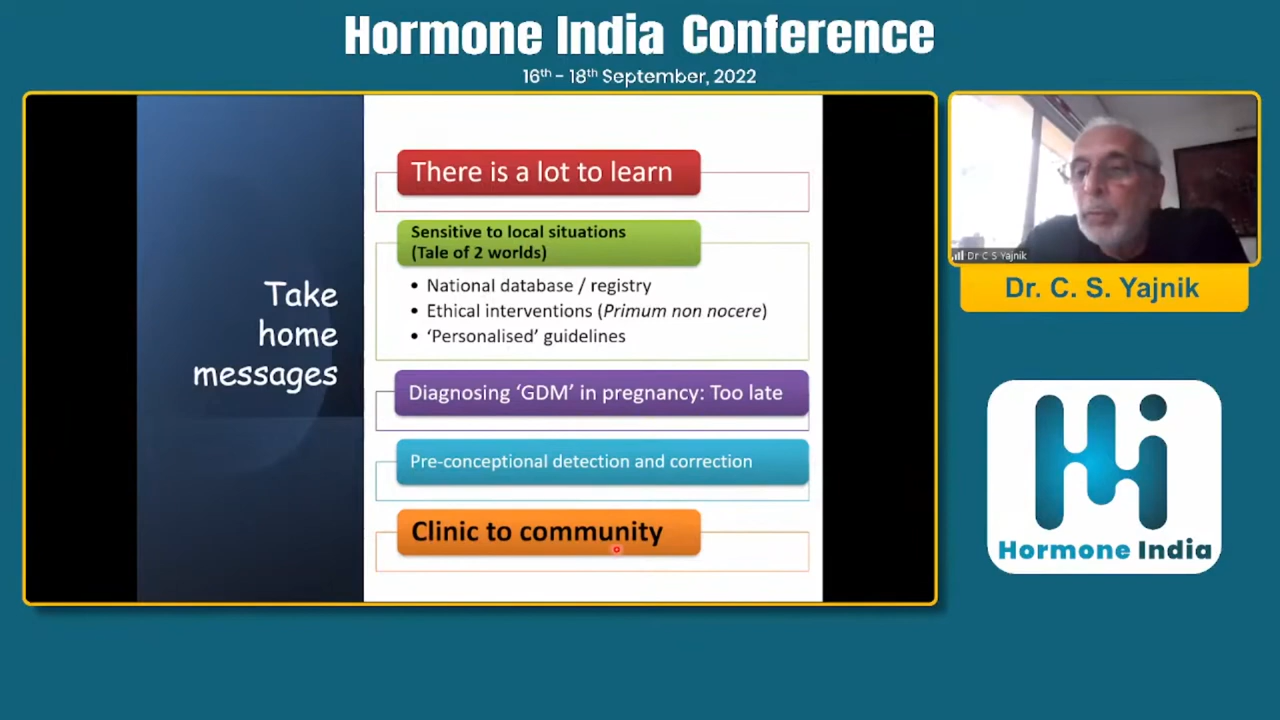 Hormone India Conference
16th - 18th September, 2022
Take
home
messages
There is a lot to learn
Sensitive to local situations
(Tale of 2 worlds)
• National database / registry
• Ethical interventions (Primum non nocere)
• ‘Personalised’ guidelines
Diagnosing ‘GDM’ in pregnancy: Too late
Pre-conceptional detection and correction
Clinic to community
Dr C S Yajnik
Dr. C. S. Yajnik
Hi
Hormone India